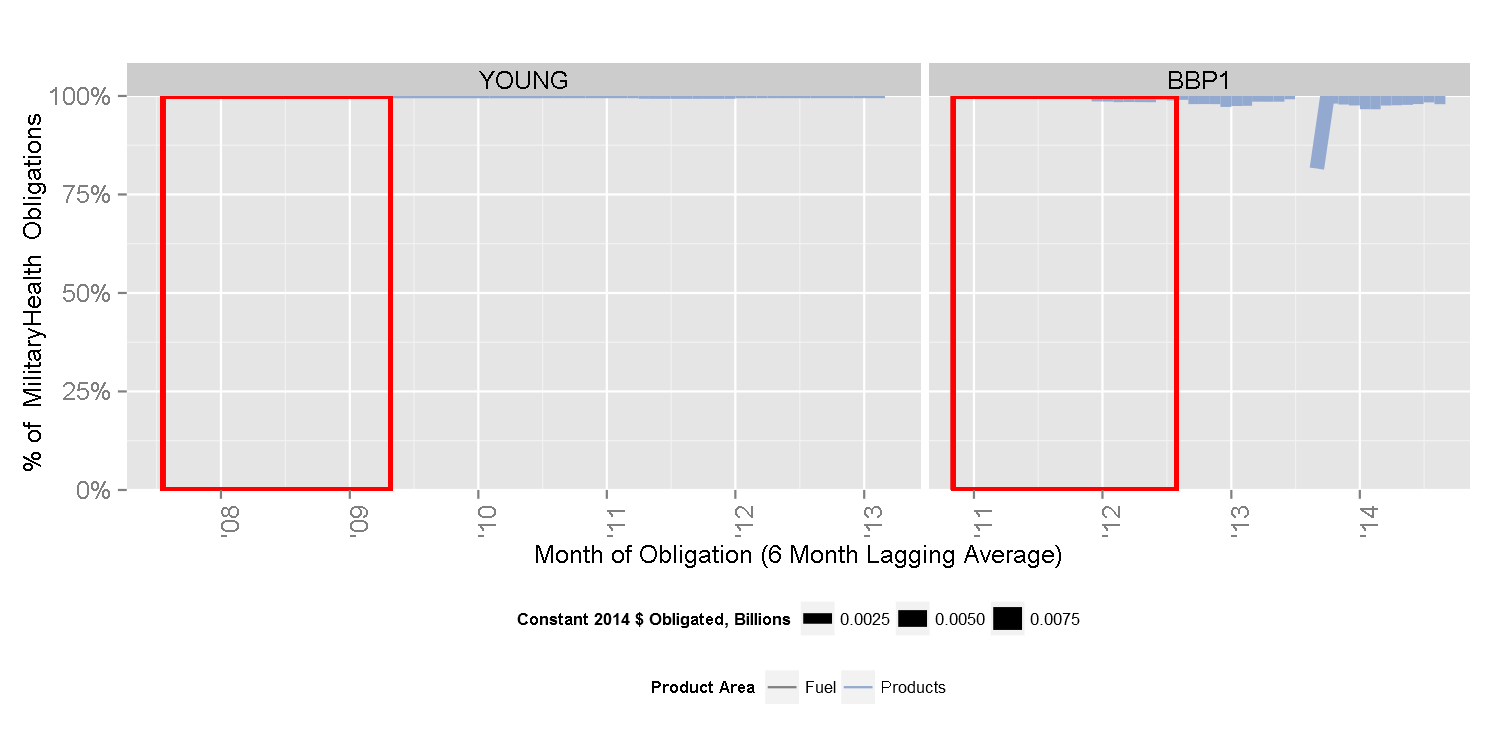 YOUNG BBP1
100%
75%
50%
25%
0%
% of MilitaryHealth Obligations
'08 '09 '10 '11 '12 '13 '11 '12 '13 '14
Month of Obligation (6 Month Lagging Average)
Constant 2014 $ Obligated, Billions 0.0025 0.0050 0.0075
Product Area Fuel Products